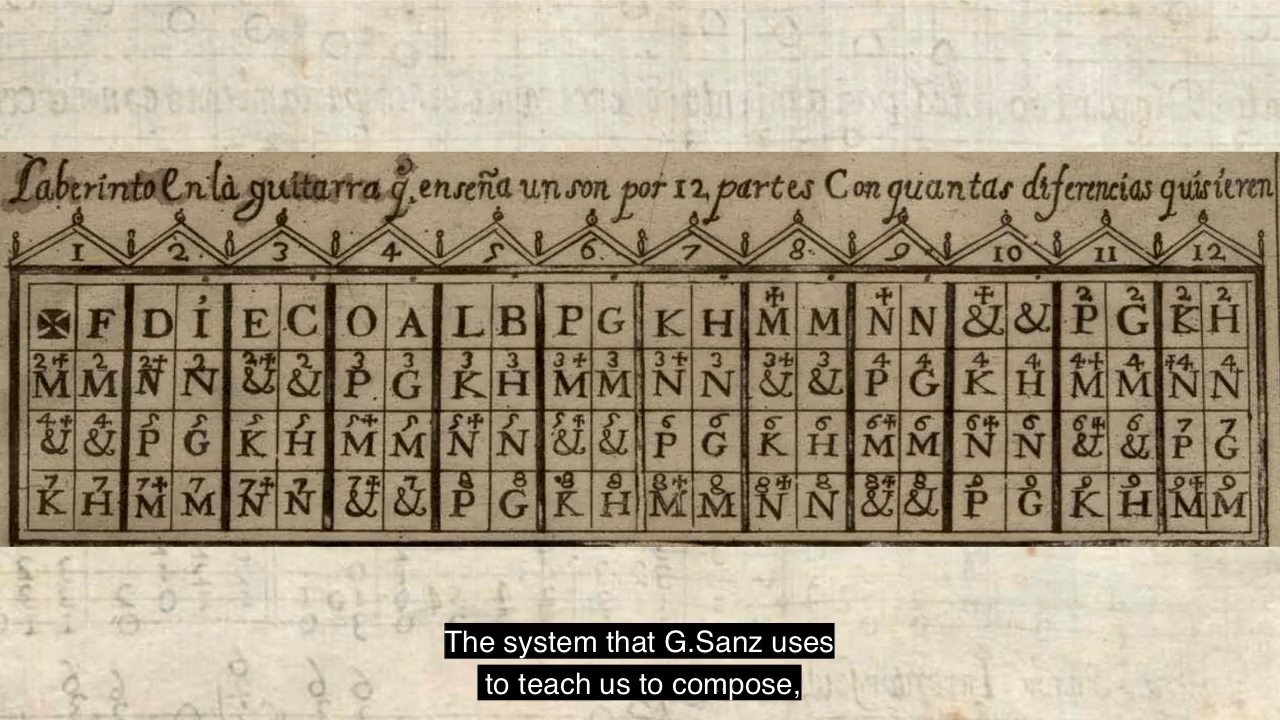 Laberinto En là guitarra q̃. enseña un son por 12 partes Con quantas diferencias quisieren
1 2. 3 4 5 6. 7 8. 9 10 11 12
✠ F D İ E C O A L B P G K H M M N N & & P G K H
M M N N & & P G K H M M N N & & P G K H M M N N
& & P G K H M M N N & & P G K H M M N N & & P G
K H M M N N & & P G K H M M N N & & P G K H M M
The system that G.Sanz uses
to teach us to compose,